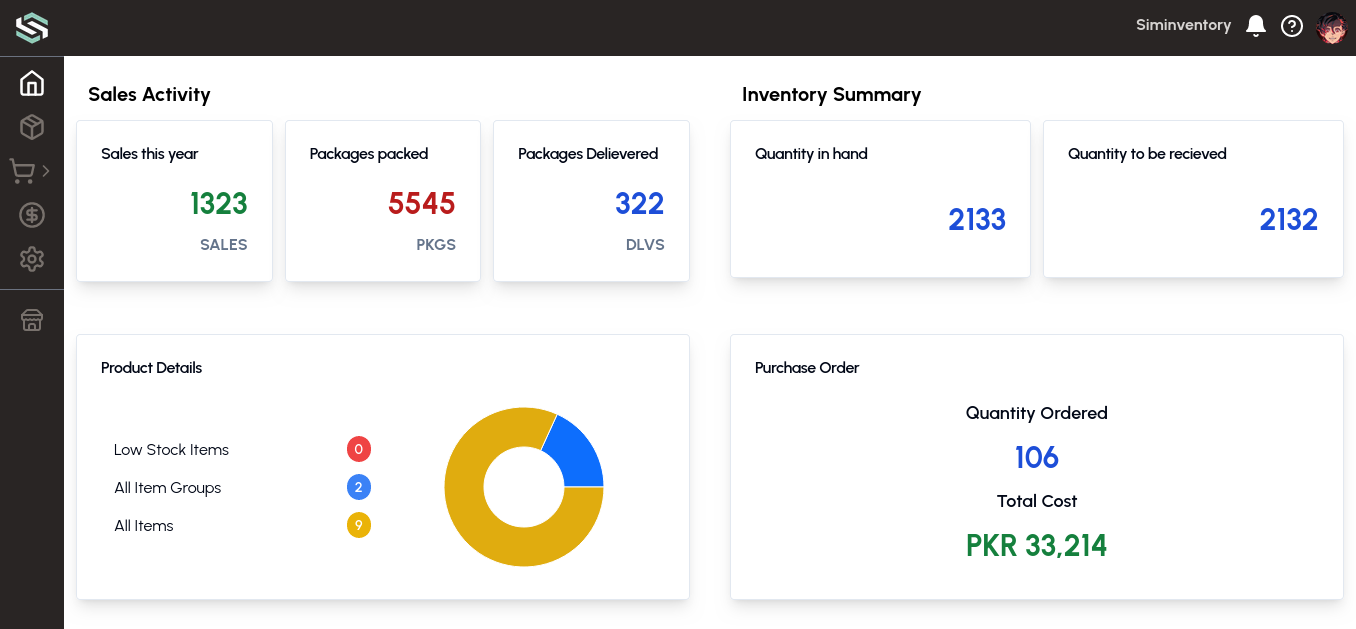 Siminventory
Sales Activity
Sales this year
1323
SALES
Packages packed
5545
PKGS
Packages Delievered
322
DLVS
Inventory Summary
Quantity in hand
2133
Quantity to be recieved
2132
Product Details
Low Stock Items 0
All Item Groups 2
All Items 9
Purchase Order
Quantity Ordered
106
Total Cost
PKR 33,214